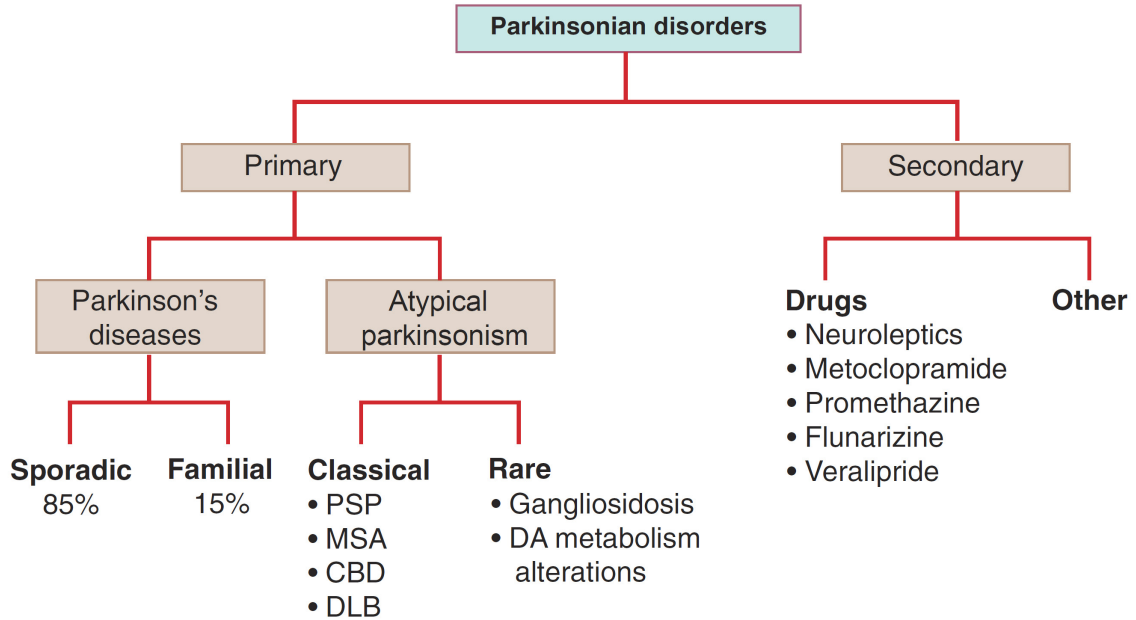 Parkinsonian disorders
Primary
Secondary
Parkinson’s
diseases
Atypical
parkinsonism
Drugs
• Neuroleptics
• Metoclopramide
• Promethazine
• Flunarizine
• Veralipride
Other
Sporadic
85%
Familial
15%
Classical
• PSP
• MSA
• CBD
• DLB
Rare
• Gangliosidosis
• DA metabolism
alterations